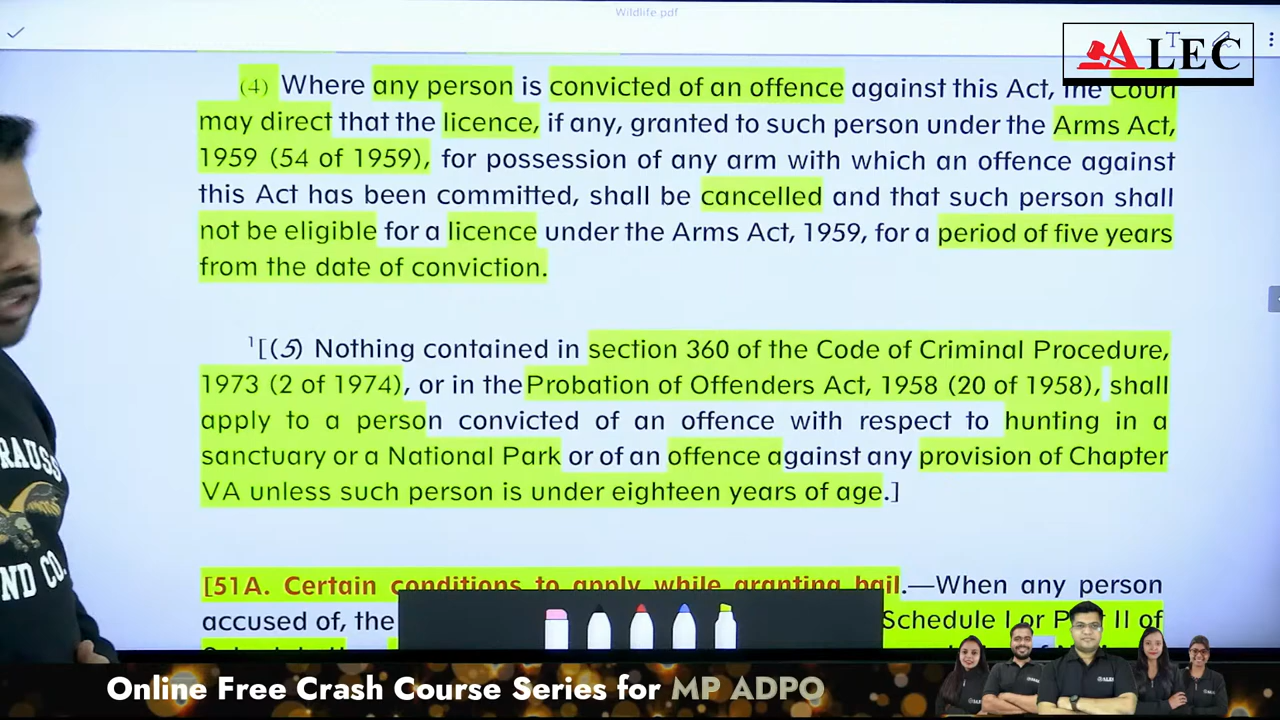 Wildlife.pdf
ALEC
(4) Where any person is convicted of an offence against this Act, the Court
may direct that the licence, if any, granted to such person under the Arms Act,
1959 (54 of 1959), for possession of any arm with which an offence against
this Act has been committed, shall be cancelled and that such person shall
not be eligible for a licence under the Arms Act, 1959, for a period of five years
from the date of conviction.
1[(5) Nothing contained in section 360 of the Code of Criminal Procedure,
1973 (2 of 1974), or in the Probation of Offenders Act, 1958 (20 of 1958), shall
apply to a person convicted of an offence with respect to hunting in a
sanctuary or a National Park or of an offence against any provision of Chapter
VA unless such person is under eighteen years of age.]
RAUSS
ND CO.
[51A. Certain conditions to apply while granting bail.—When any person
accused of, the Schedule I or Part II of
Online Free Crash Course Series for MP ADPO